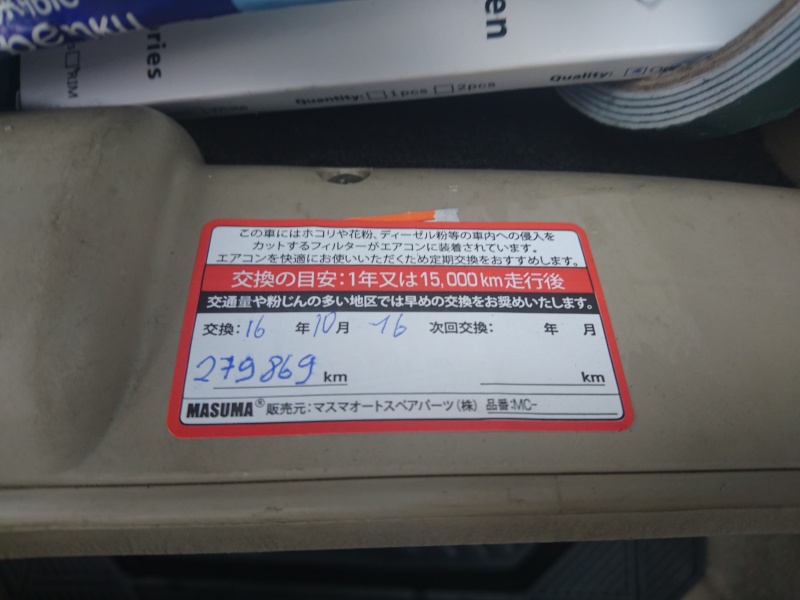 ries
en
RIM
Quantity: 1pcs 2pcs
Quality:
この車にはホコリや花粉、ディーゼル粉等の車内への侵入を
カットするフィルターがエアコンに装着されています。
エアコンを快適にお使いいただくため定期交換をおすすめします。
交換の目安：1年又は15,000km走行後
交通量や粉じんの多い地区では早めの交換をお奨めいたします。
交換：16 年 10 月 16 次回交換： 年 月
279869 km km
MASUMA® 販売元：マスマオートスペアパーツ（株） 品番：MC-